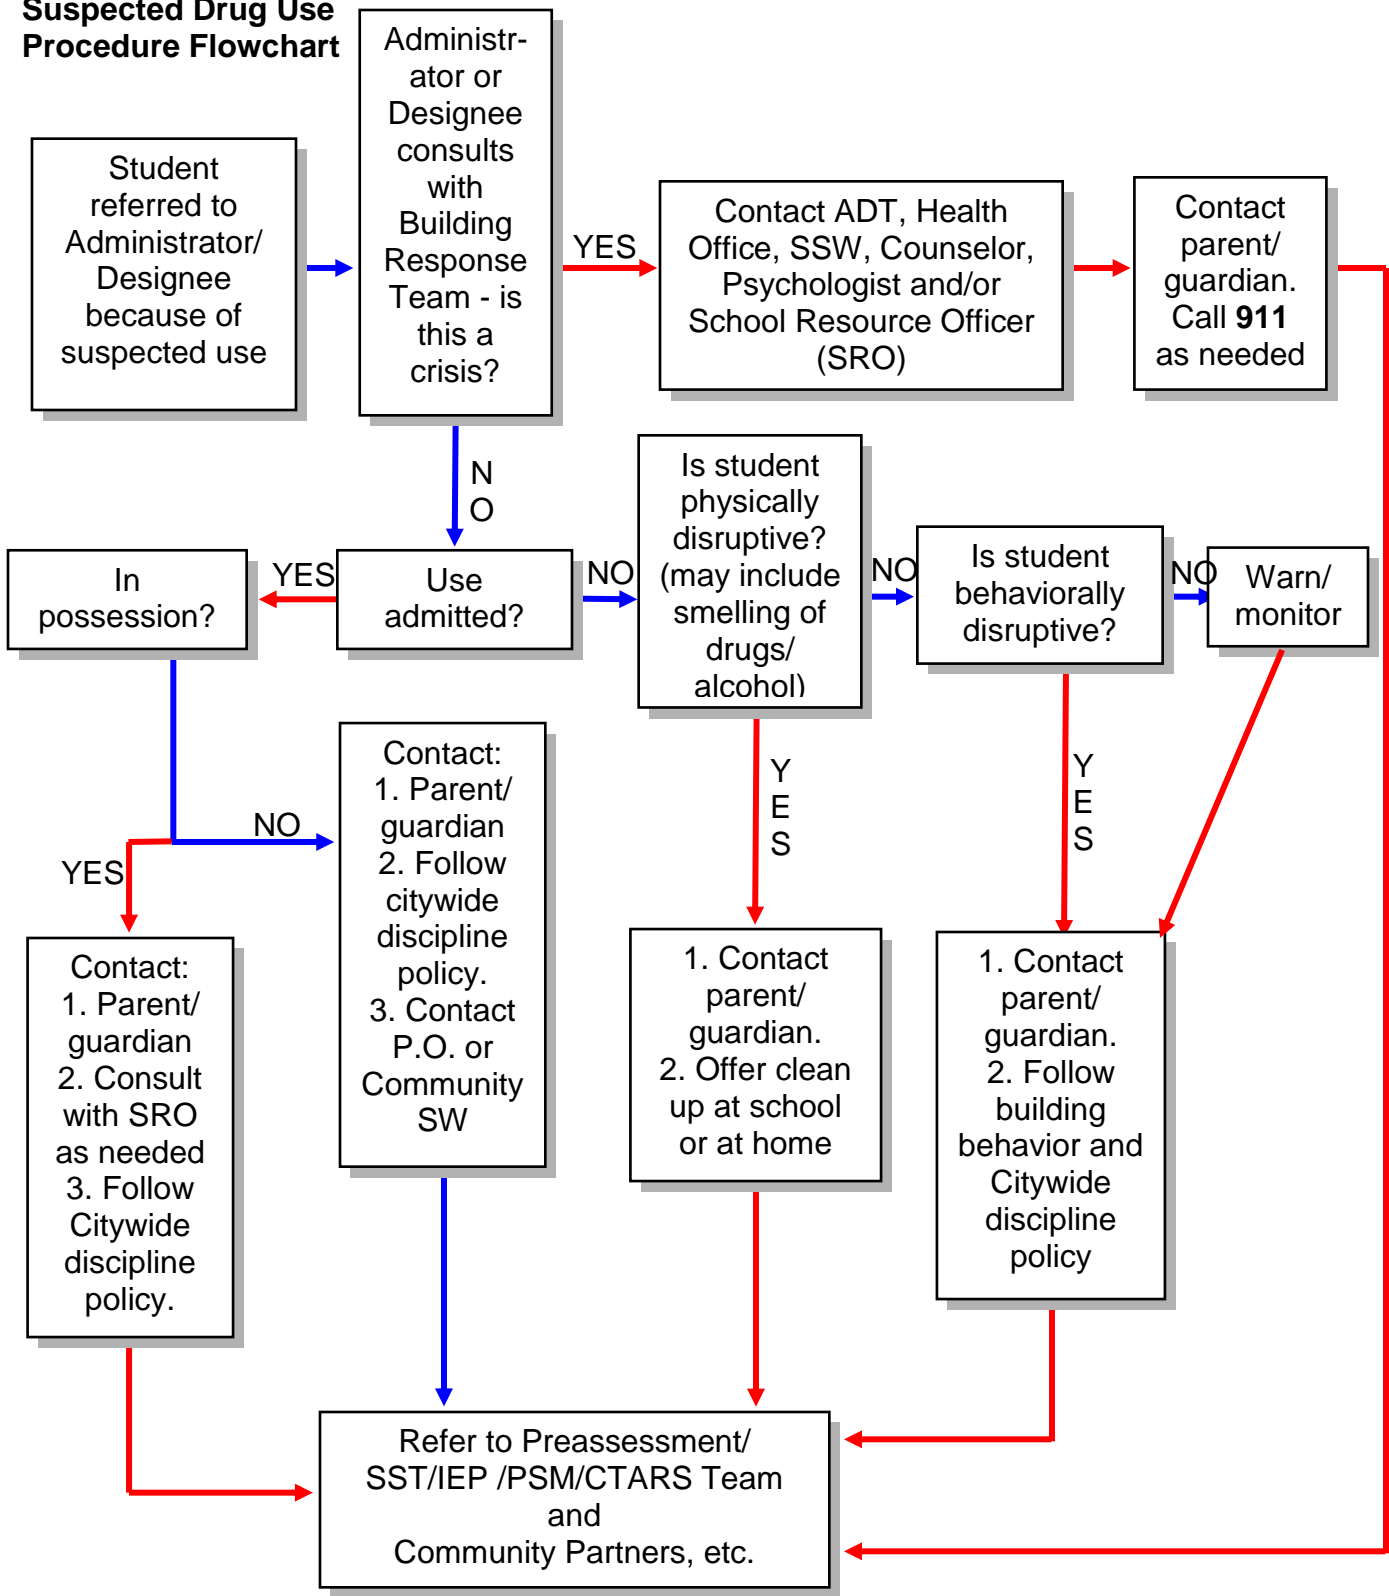 Suspected Drug Use
Procedure Flowchart
Student
referred to
Administrator/
Designee
because of
suspected use
Administr-
ator or
Designee
consults
with
Building
Response
Team - is
this a
crisis?
YES
Contact ADT, Health
Office, SSW, Counselor,
Psychologist and/or
School Resource Officer
(SRO)
Contact
parent/
guardian.
Call 911
as needed
N
O
In
possession?
YES
Use
admitted?
NO
Is student
physically
disruptive?
(may include
smelling of
drugs/
alcohol)
NO
Is student
behaviorally
disruptive?
NO
Warn/
monitor
YES
NO
Contact:
1. Parent/
guardian
2. Consult
with SRO
as needed
3. Follow
Citywide
discipline
policy.
Contact:
1. Parent/
guardian
2. Follow
citywide
discipline
policy.
3. Contact
P.O. or
Community
SW
Y
E
S
1. Contact
parent/
guardian.
2. Offer clean
up at school
or at home
Y
E
S
1. Contact
parent/
guardian.
2. Follow
building
behavior and
Citywide
discipline
policy
Refer to Preassessment/
SST/IEP /PSM/CTARS Team
and
Community Partners, etc.